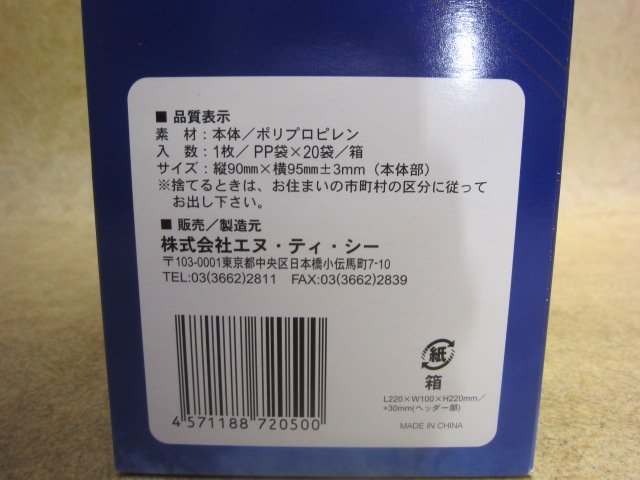 ■ 品質表示
素　材：本体／ポリプロピレン
入　数：1枚／PP袋×20袋／箱
サイズ：縦90mm×横95mm±3mm（本体部）
※捨てるときは、お住まいの市町村の区分に従って
お出し下さい。
■ 販売／製造元
株式会社エヌ・ティ・シー
〒103-0001東京都中央区日本橋小伝馬町7-10
TEL:03(3662)2811　FAX:03(3662)2839
紙
箱
L220×W100×H220mm／
+30mm(ヘッダー部)
MADE IN CHINA
4 571188 720500